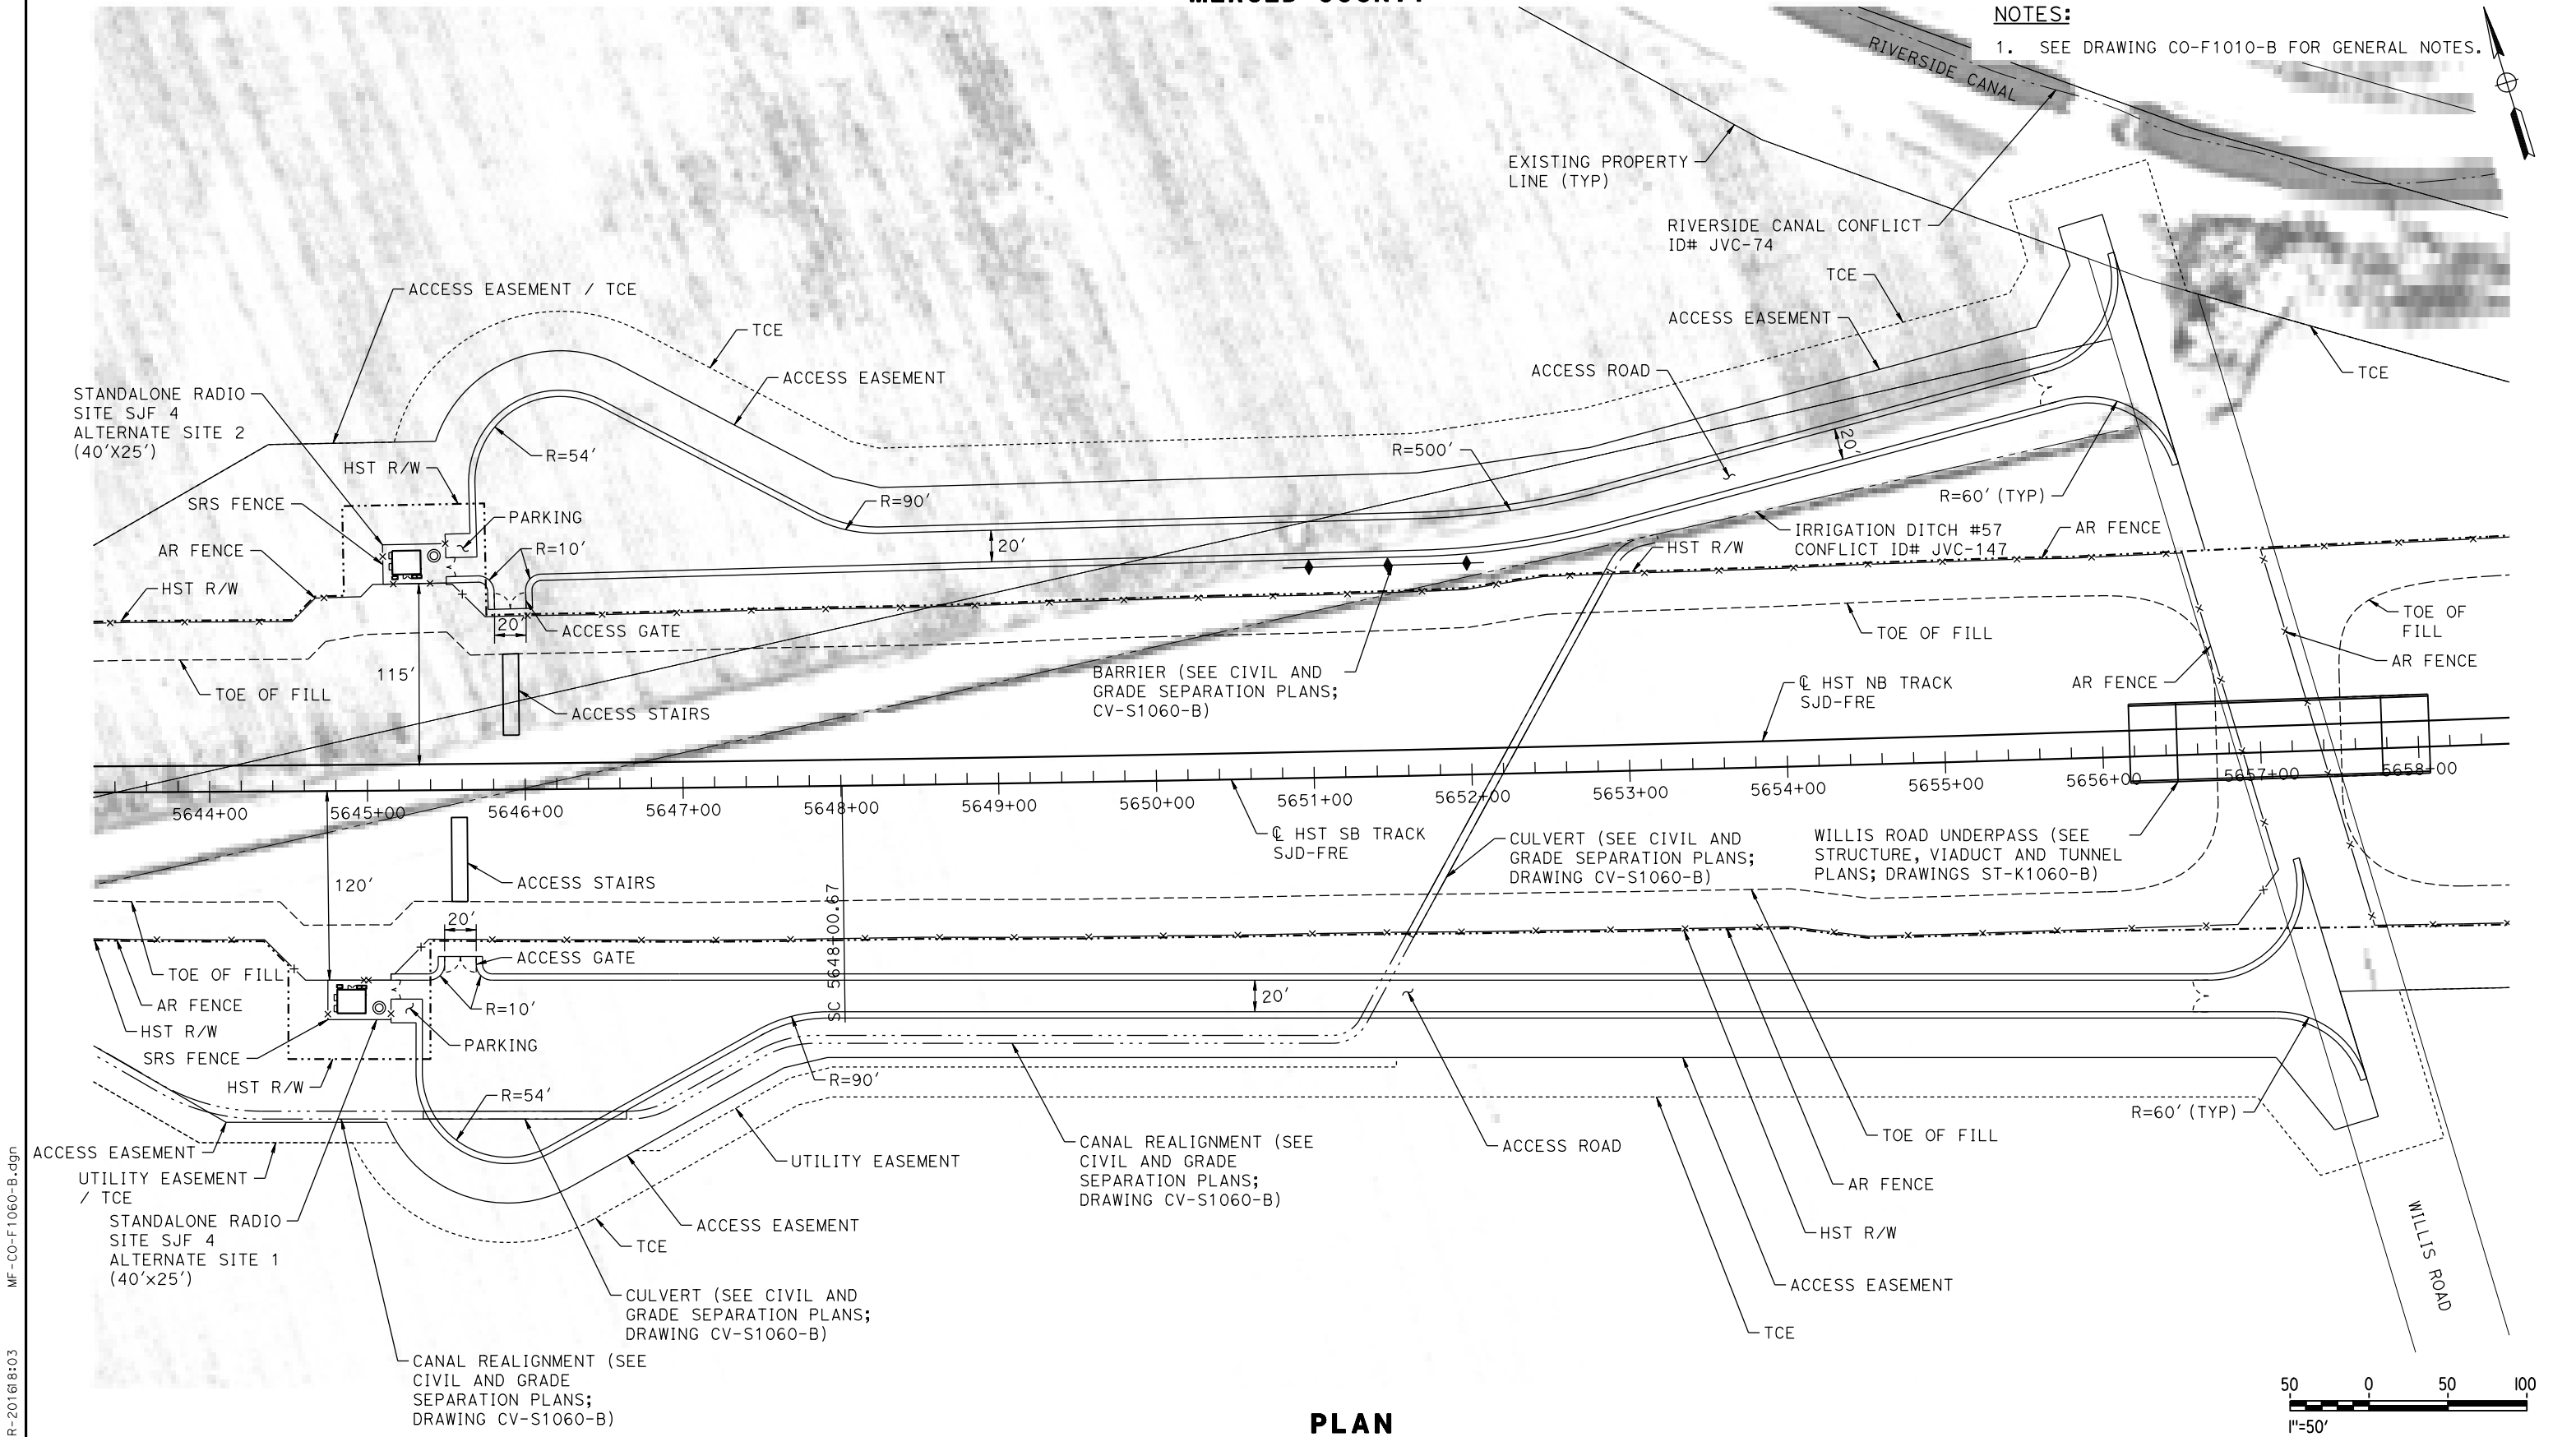 NOTES:
1. SEE DRAWING CO-F1010-B FOR GENERAL NOTES.
RIVERSIDE CANAL
EXISTING PROPERTY
LINE (TYP)
RIVERSIDE CANAL CONFLICT
ID# JVC-74
TCE
ACCESS EASEMENT
ACCESS ROAD
TCE
ACCESS EASEMENT / TCE
TCE
ACCESS EASEMENT
STANDALONE RADIO
SITE SJF 4
ALTERNATE SITE 2
(40'X25')
HST R/W
R=54'
R=500'
20'
R=90'
R=60' (TYP)
SRS FENCE
PARKING
AR FENCE
R=10'
20'
IRRIGATION DITCH #57
CONFLICT ID# JVC-147
AR FENCE
HST R/W
HST R/W
20'
ACCESS GATE
TOE OF FILL
TOE OF
FILL
AR FENCE
115'
TOE OF FILL
ACCESS STAIRS
BARRIER (SEE CIVIL AND
GRADE SEPARATION PLANS;
CV-S1060-B)
℄ HST NB TRACK
SJD-FRE
AR FENCE
5644+00
5645+00
5646+00
5647+00
5648+00
5649+00
5650+00
5651+00
5652+00
5653+00
5654+00
5655+00
5656+00
5657+00
5658+00
℄ HST SB TRACK
SJD-FRE
CULVERT (SEE CIVIL AND
GRADE SEPARATION PLANS;
DRAWING CV-S1060-B)
WILLIS ROAD UNDERPASS (SEE
STRUCTURE, VIADUCT AND TUNNEL
PLANS; DRAWINGS ST-K1060-B)
120'
ACCESS STAIRS
SC 5648+00.67
20'
ACCESS GATE
TOE OF FILL
AR FENCE
R=10'
20'
HST R/W
PARKING
SRS FENCE
HST R/W
R=90'
R=54'
R=60' (TYP)
ACCESS EASEMENT
UTILITY EASEMENT
/ TCE
UTILITY EASEMENT
CANAL REALIGNMENT (SEE
CIVIL AND GRADE
SEPARATION PLANS;
DRAWING CV-S1060-B)
ACCESS ROAD
TOE OF FILL
AR FENCE
STANDALONE RADIO
SITE SJF 4
ALTERNATE SITE 1
(40'x25')
ACCESS EASEMENT
TCE
HST R/W
ACCESS EASEMENT
TCE
WILLIS ROAD
CULVERT (SEE CIVIL AND
GRADE SEPARATION PLANS;
DRAWING CV-S1060-B)
CANAL REALIGNMENT (SEE
CIVIL AND GRADE
SEPARATION PLANS;
DRAWING CV-S1060-B)
PLAN
50 0 50 100
1"=50'
MF-CO-F1060-B.dgn